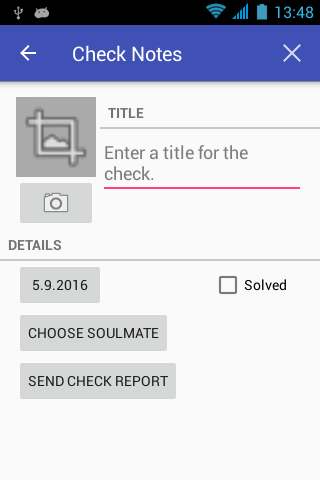 13:48
Check Notes
TITLE
Enter a title for the
check.
DETAILS
5.9.2016
Solved
CHOOSE SOULMATE
SEND CHECK REPORT